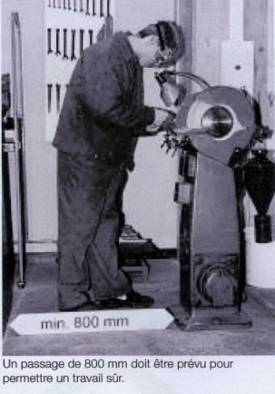 min. 800 mm
Un passage de 800 mm doit être prévu pour
permettre un travail sûr.